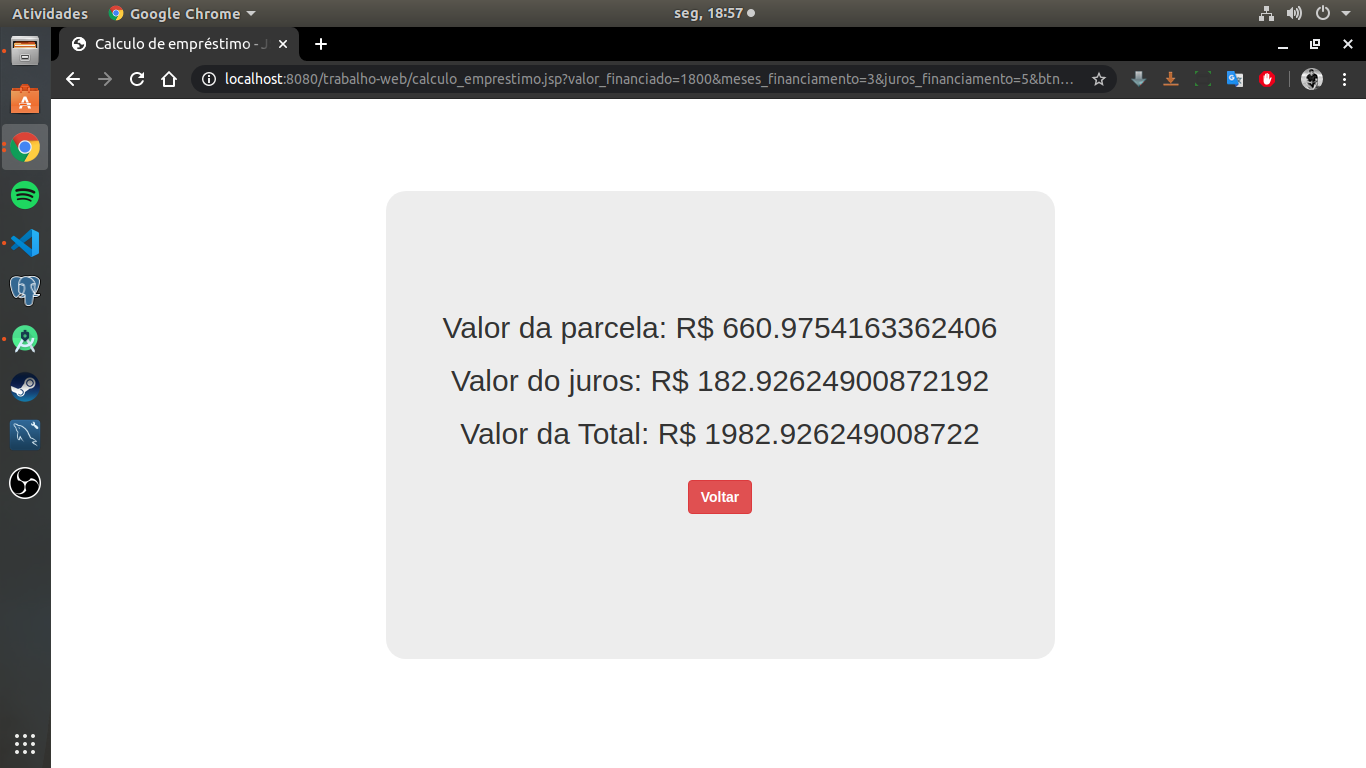 Atividades Google Chrome seg, 18:57
Calculo de empréstimo - J
localhost:8080/trabalho-web/calculo_emprestimo.jsp?valor_financiado=1800&meses_financiamento=3&juros_financiamento=5&btn...
Valor da parcela: R$ 660.9754163362406
Valor do juros: R$ 182.92624900872192
Valor da Total: R$ 1982.926249008722
Voltar